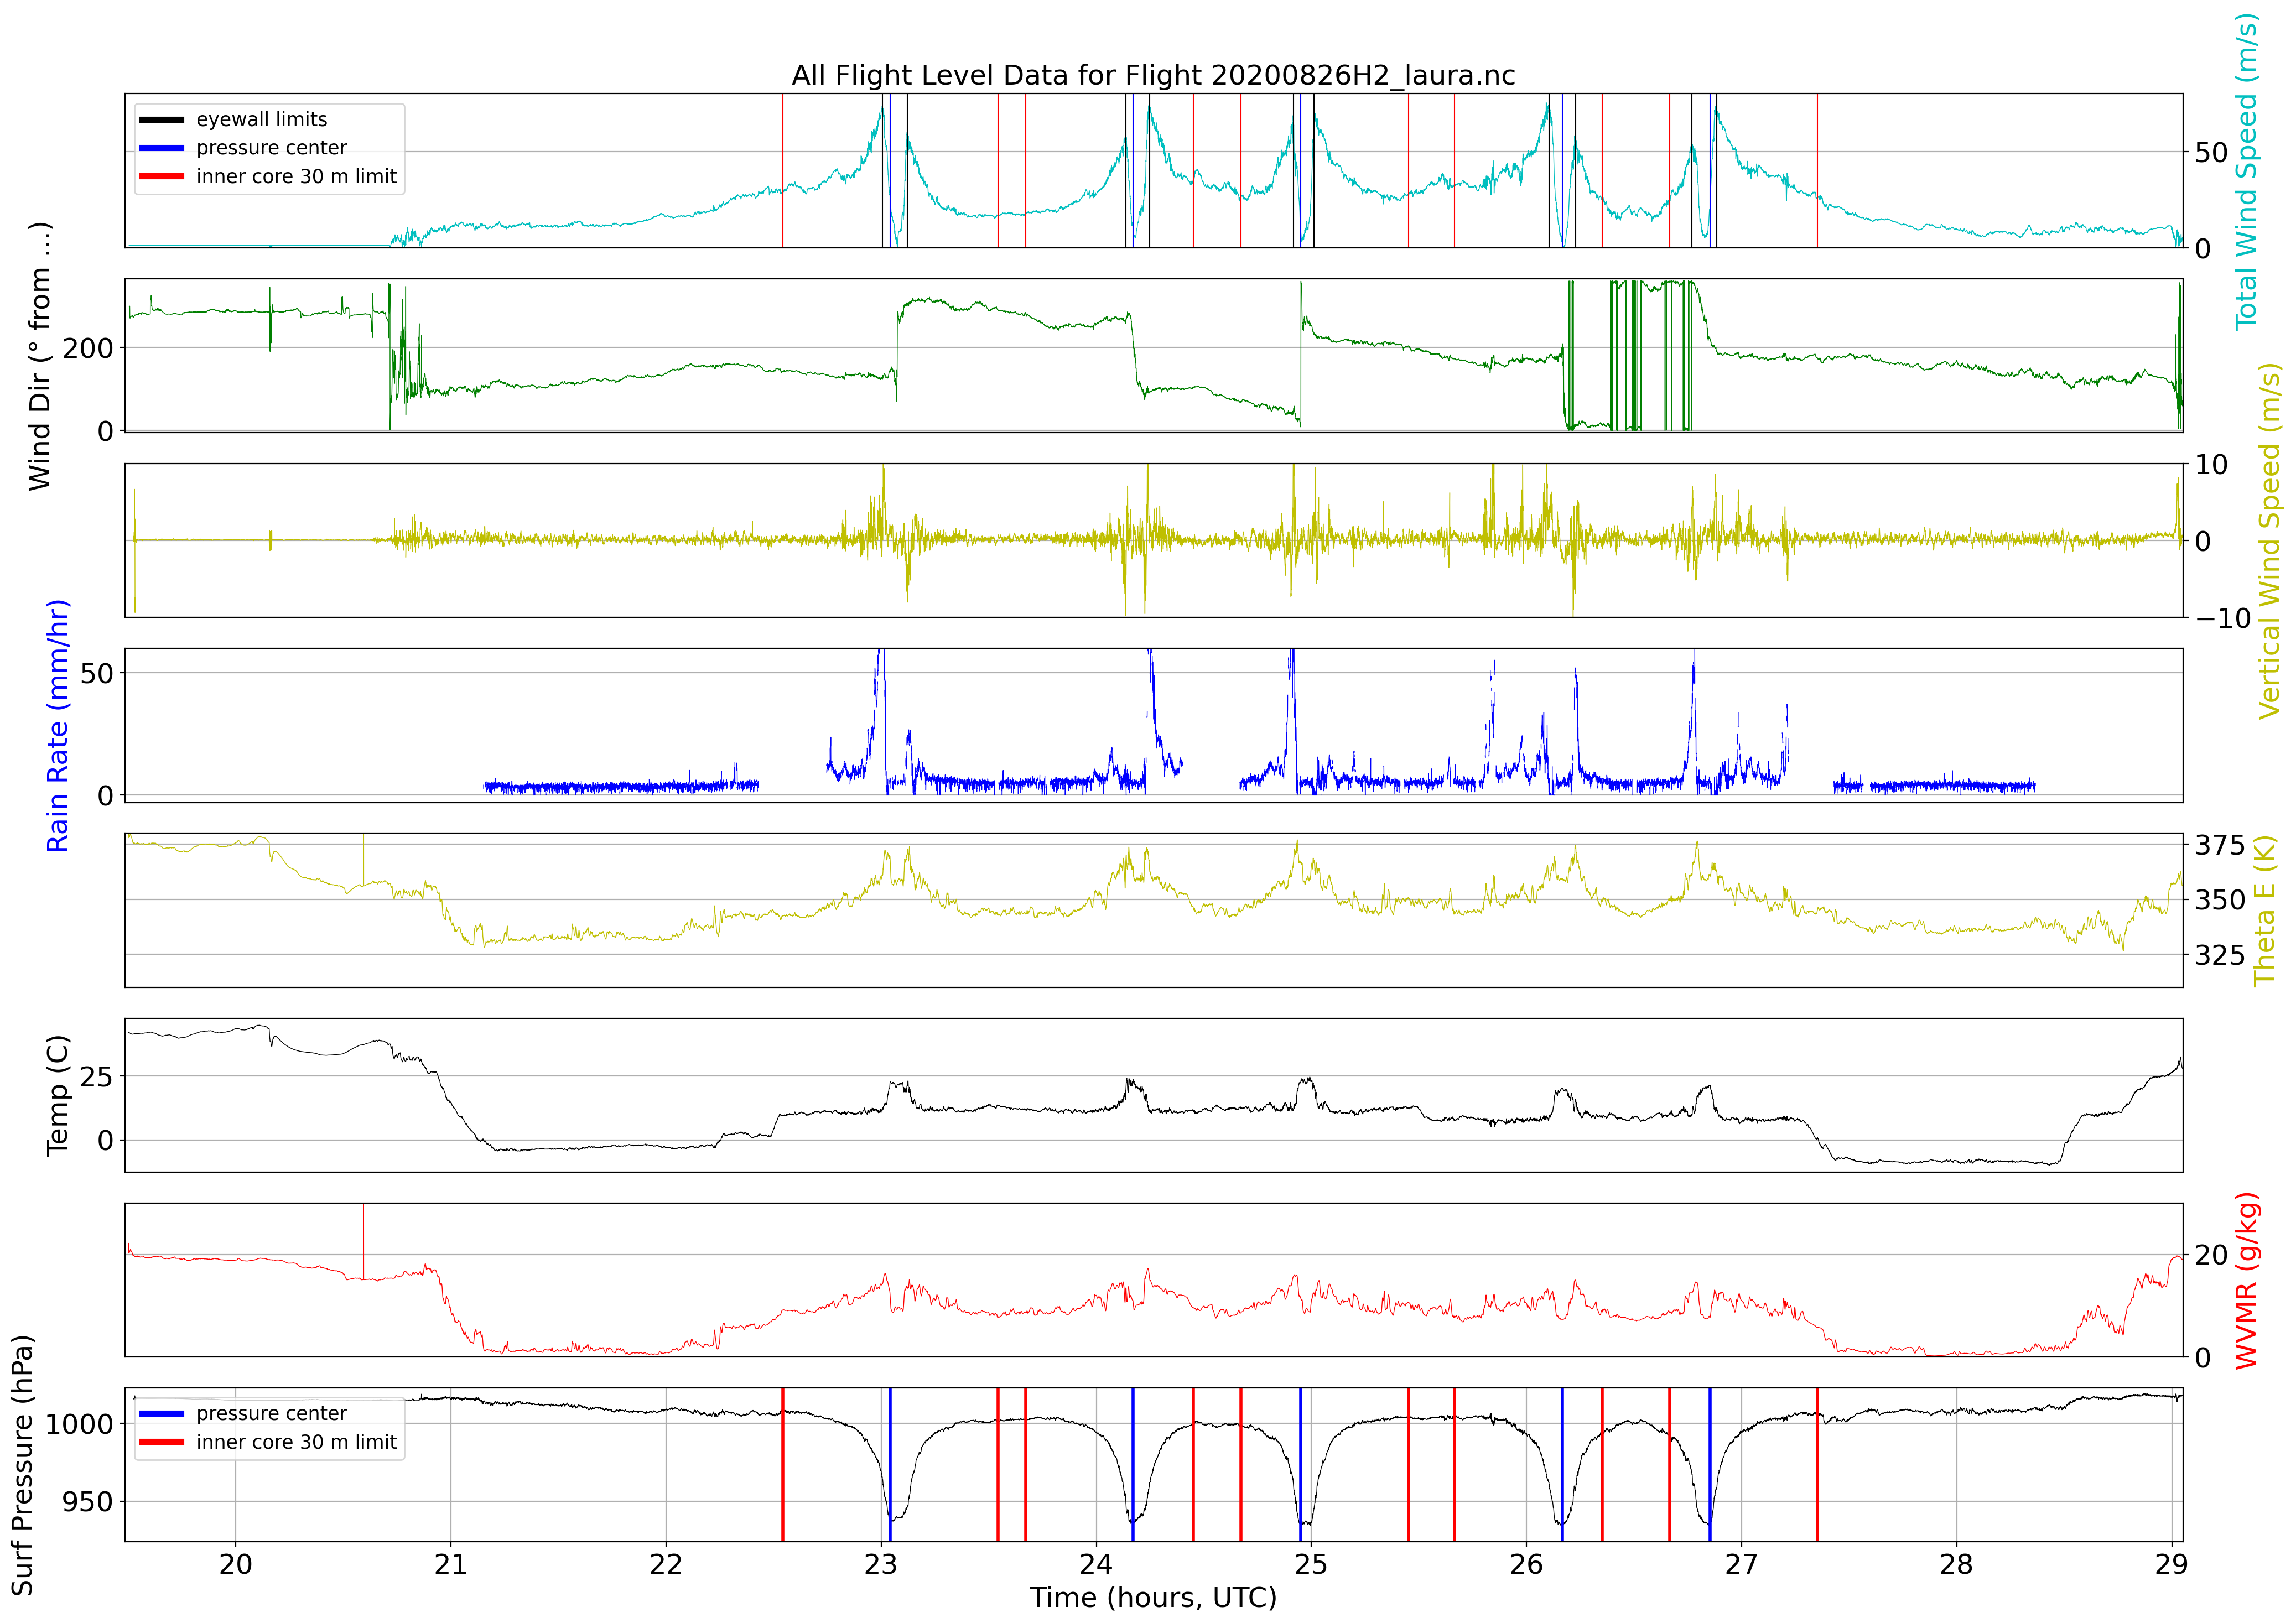 All Flight Level Data for Flight 20200826H2_laura.nc
eyewall limits
pressure center
inner core 30 m limit
50
0
Total Wind Speed (m/s)
Wind Dir (° from ...)
200
0
10
0
−10
Vertical Wind Speed (m/s)
Rain Rate (mm/hr)
50
0
375
350
325
Theta E (K)
Temp (C)
25
0
20
0
WVMR (g/kg)
Surf Pressure (hPa)
1000
950
pressure center
inner core 30 m limit
20 21 22 23 24 25 26 27 28 29
Time (hours, UTC)